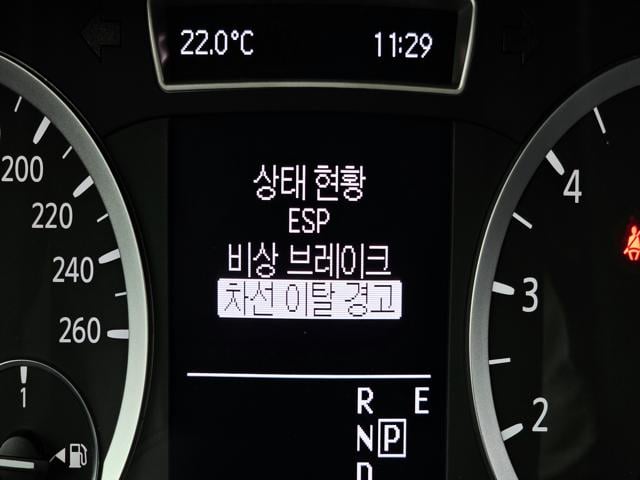 22.0°C 11:29
상태 현황
ESP
비상 브레이크
차선 이탈 경고
200
220
240
260
1
4
3
2
R E
N P
D